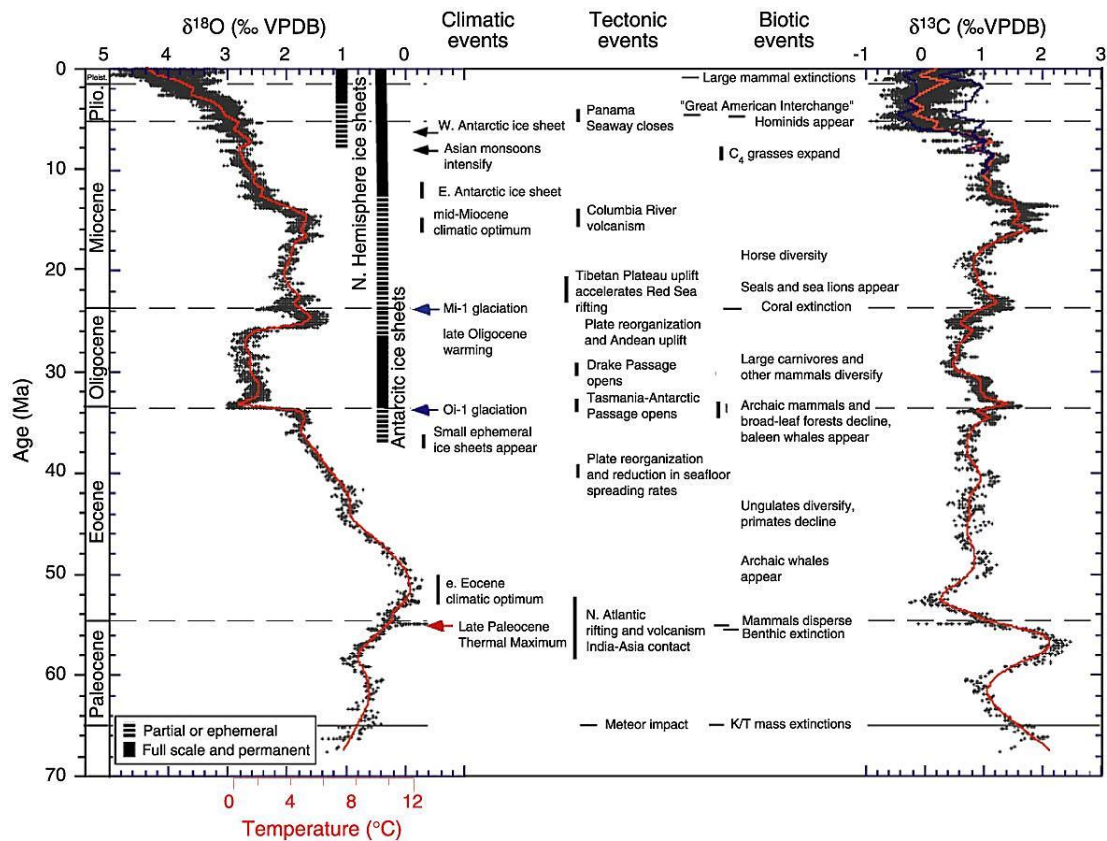 δ18O (‰ VPDB)
5 4 3 2 1 0
Climatic
events
Tectonic
events
Biotic
events
δ13C (‰VPDB)
-1 0 1 2 3
Age (Ma)
0
10
20
30
40
50
60
70
Pleist.
Plio.
Miocene
Oligocene
Eocene
Paleocene
N. Hemisphere ice sheets
Antarcitc ice sheets
W. Antarctic ice sheet
Asian monsoons
intensify
E. Antarctic ice sheet
mid-Miocene
climatic optimum
Mi-1 glaciation
late Oligocene
warming
Oi-1 glaciation
Small ephemeral
ice sheets appear
e. Eocene
climatic optimum
Late Paleocene
Thermal Maximum
Panama
Seaway closes
Columbia River
volcanism
Tibetan Plateau uplift
accelerates Red Sea
rifting
Plate reorganization
and Andean uplift
Drake Passage
opens
Tasmania-Antarctic
Passage opens
Plate reorganization
and reduction in seafloor
spreading rates
N. Atlantic
rifting and volcanism
India-Asia contact
Meteor impact
Large mammal extinctions
"Great American Interchange"
Hominids appear
C4 grasses expand
Horse diversity
Seals and sea lions appear
Coral extinction
Large carnivores and
other mammals diversify
Archaic mammals and
broad-leaf forests decline,
baleen whales appear
Ungulates diversify,
primates decline
Archaic whales
appear
Mammals disperse
Benthic extinction
K/T mass extinctions
Partial or ephemeral
Full scale and permanent
0 4 8 12
Temperature (°C)